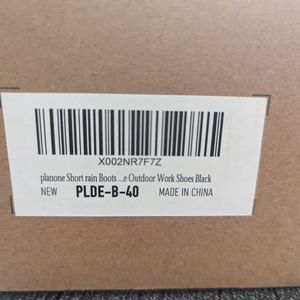 X002NR7F7Z
planone Short rain Boots ...e Outdoor Work Shoes Black
NEW PLDE-B-40 MADE IN CHINA